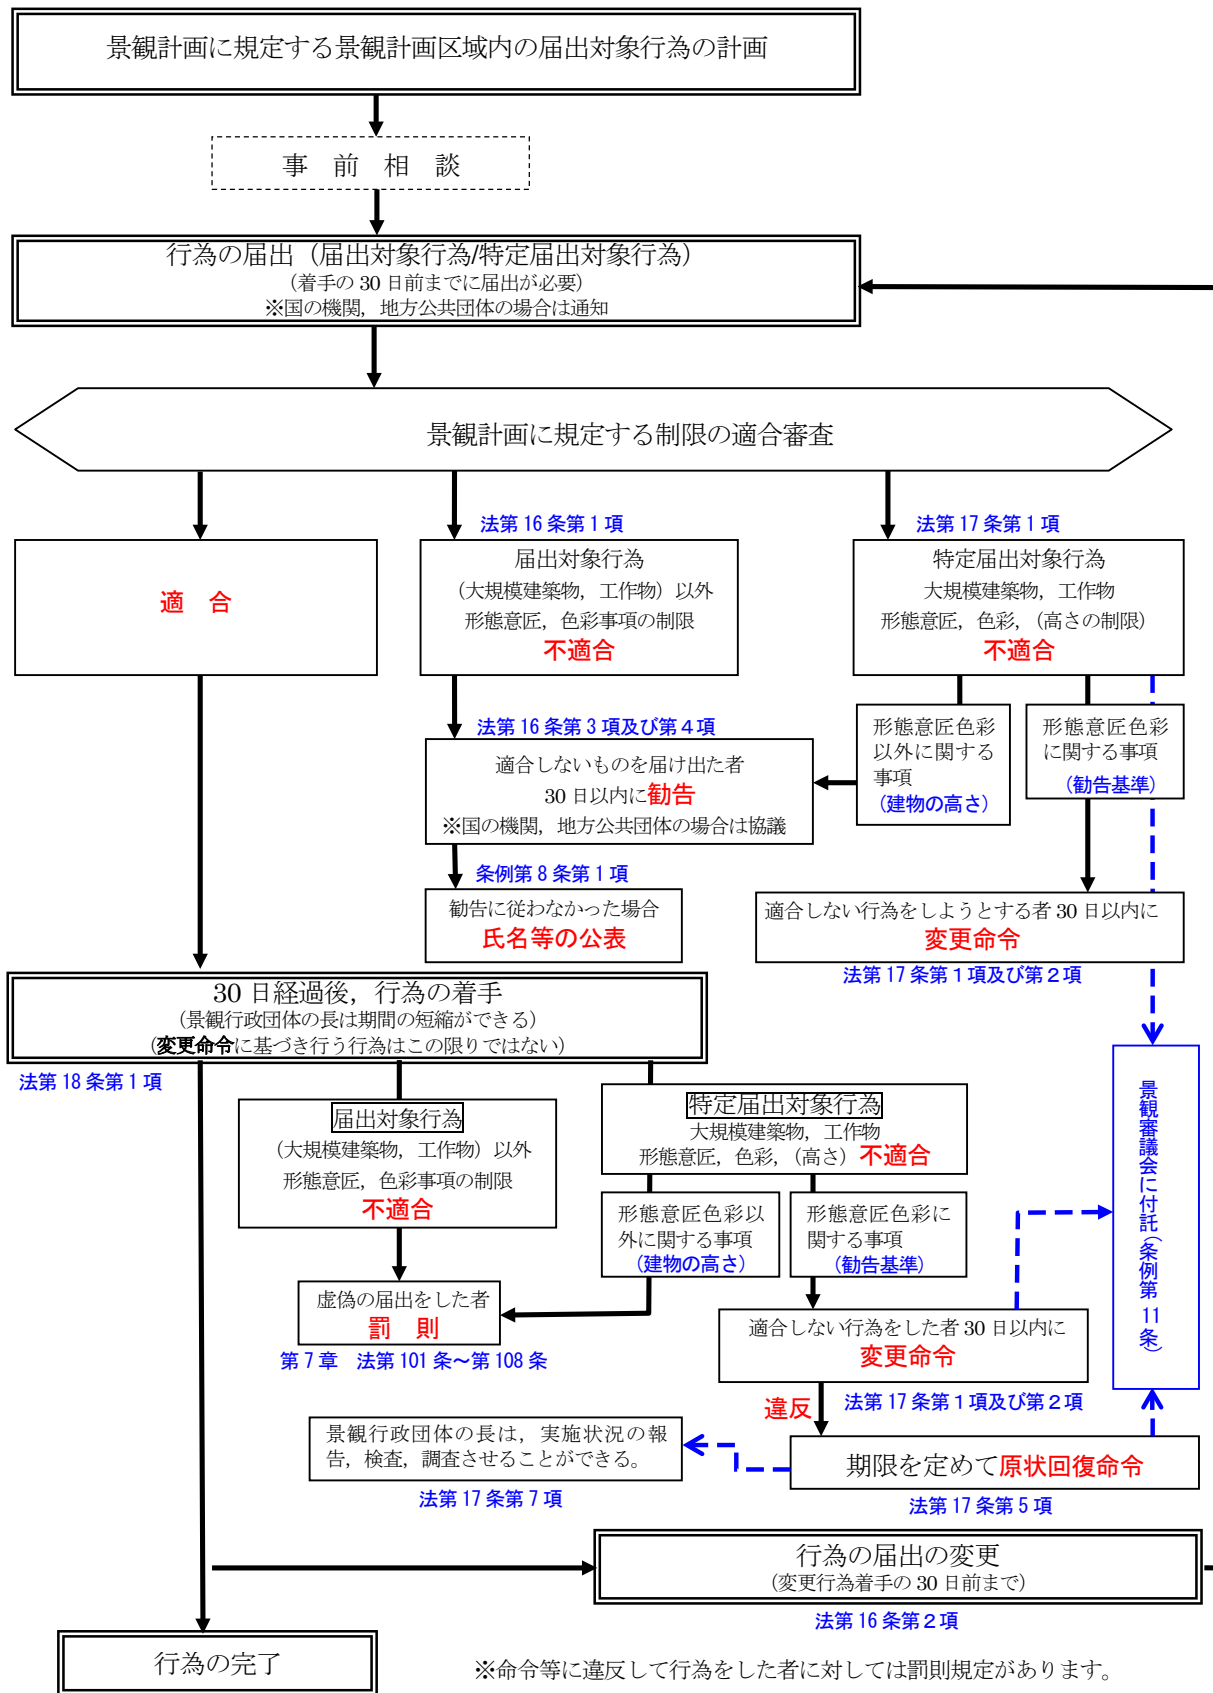 景観計画に規定する景観計画区域内の届出対象行為の計画
事 前 相 談
行為の届出（届出対象行為/特定届出対象行為）
（着手の 30 日前までに届出が必要）
※国の機関，地方公共団体の場合は通知
景観計画に規定する制限の適合審査
適 合
法第 16 条第 1 項
届出対象行為
（大規模建築物，工作物）以外
形態意匠，色彩事項の制限
不適合
法第 17 条第 1 項
特定届出対象行為
大規模建築物，工作物
形態意匠，色彩，（高さの制限）
不適合
形態意匠色彩
以外に関する
事項
（建物の高さ）
形態意匠色彩
に関する事項
（勧告基準）
法第 16 条第 3 項及び第 4 項
適合しないものを届け出た者
30 日以内に勧告
※国の機関，地方公共団体の場合は協議
条例第 8 条第 1 項
勧告に従わなかった場合
氏名等の公表
適合しない行為をしようとする者 30 日以内に
変更命令
法第 17 条第 1 項及び第 2 項
30 日経過後，行為の着手
（景観行政団体の長は期間の短縮ができる）
（変更命令に基づき行う行為はこの限りではない）
法第 18 条第 1 項
届出対象行為
（大規模建築物，工作物）以外
形態意匠，色彩事項の制限
不適合
特定届出対象行為
大規模建築物，工作物
形態意匠，色彩，（高さ）不適合
形態意匠色彩以
外に関する事項
（建物の高さ）
形態意匠色彩に
関する事項
（勧告基準）
景観審議会に付託（条例第 11 条）
虚偽の届出をした者
罰 則
第 7 章 法第 101 条～第 108 条
適合しない行為をした者 30 日以内に
変更命令
法第 17 条第 1 項及び第 2 項
違反
景観行政団体の長は，実施状況の報
告，検査，調査させることができる。
法第 17 条第 7 項
期限を定めて原状回復命令
法第 17 条第 5 項
行為の届出の変更
（変更行為着手の 30 日前まで）
法第 16 条第 2 項
行為の完了
※命令等に違反して行為をした者に対しては罰則規定があります。